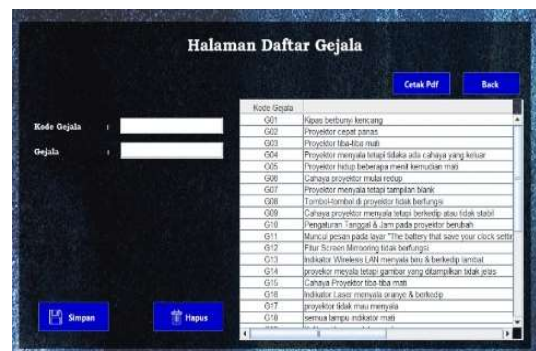 Halaman Daftar Gejala
Cetak Pdf Back
Kode Gejala :
Gejala :
Kode Gejala
G01 Kipas berbunyi kencang
G02 Proyektor cepat panas
G03 Proyektor tiba-tiba mati
G04 Proyektor menyala tetapi tidaka ada cahaya yang keluar
G05 Proyektor hidup beberapa menit kemudian mati
G06 Cahaya proyektor mulai redup
G07 Proyektor menyala tetapi tampilan blank
G08 Tombol-tombol di proyektor tidak berfungsi
G09 Cahaya proyektor menyala tetapi berkedip atau tidak stabil
G10 Pengaturan Tanggal & Jam pada proyektor berubah
G11 Muncul pesan pada layar "The battery that save your clock settin
G12 Fitur Screen Mirrooring tidak berfungsi
G13 Indikator Wireless LAN menyala biru & berkedip lambat
G14 proyekor meyala tetapi gambar yang ditampilkan tidak jelas
G15 Cahaya Proyektor tiba-tiba mati
G16 Indikator Laser menyala oranye & berkedip
G17 proyektor tidak mau menyala
G18 semua lampu indikator mati
Simpan Hapus